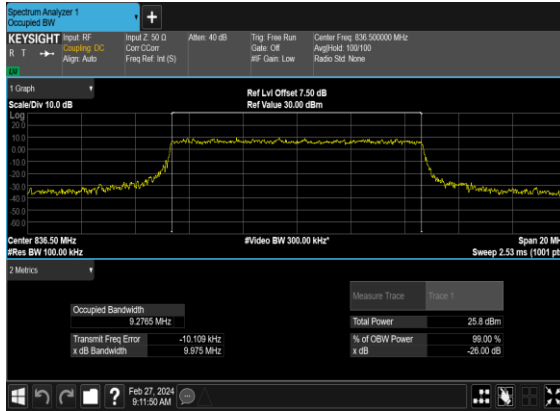 Spectrum Analyzer 1
Occupied BW
KEYSIGHT
R T
LV
Input: RF
Coupling: DC
Align: Auto
Input Z: 50 Ω
Corr CCorr
Freq Ref: Int (S)
Atten: 40 dB
Trig: Free Run
Gate: Off
#IF Gain: Low
Center Freq: 836.500000 MHz
Avg|Hold: 100/100
Radio Std: None
1 Graph
Scale/Div 10.0 dB
Ref Lvl Offset 7.50 dB
Ref Value 30.00 dBm
Log
20.0
10.0
0.00
-10.0
-20.0
-30.0
-40.0
-50.0
-60.0
Center 836.50 MHz
#Video BW 300.00 kHz*
Span 20 MH
#Res BW 100.00 kHz
Sweep 2.53 ms (1001 pt
2 Metrics
Measure Trace
Trace 1
Occupied Bandwidth
9.2765 MHz
Total Power
25.8 dBm
Transmit Freq Error
-10.109 kHz
% of OBW Power
99.00 %
x dB Bandwidth
9.975 MHz
x dB
-26.00 dB
?
Feb 27, 2024
9:11:50 AM